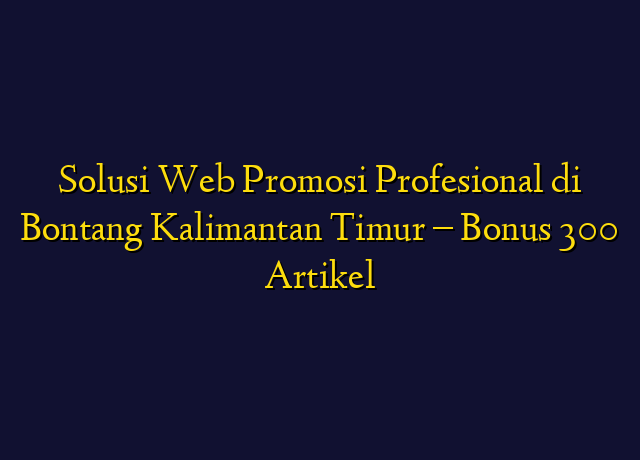 Solusi Web Promosi Profesional di
Bontang Kalimantan Timur – Bonus 300
Artikel